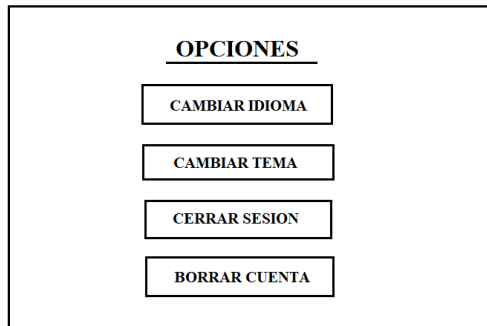 OPCIONES
CAMBIAR IDIOMA
CAMBIAR TEMA
CERRAR SESION
BORRAR CUENTA